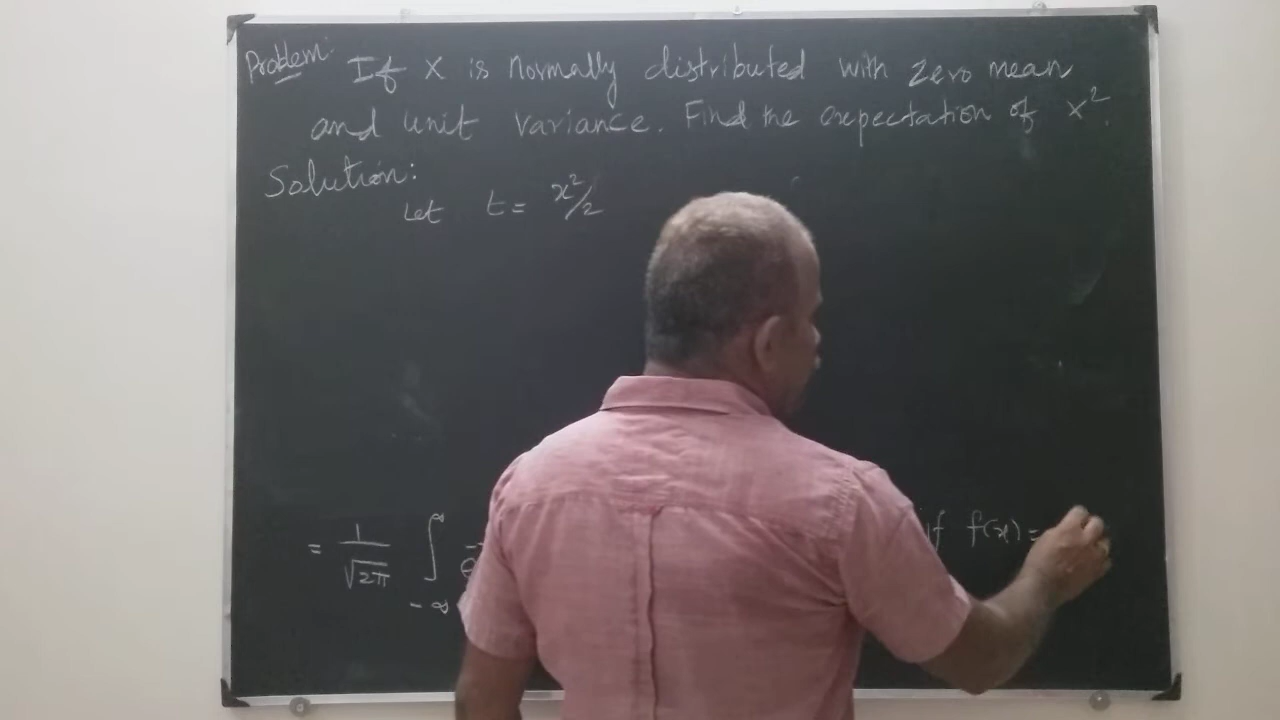 Problem: If X is normally distributed with zero mean
and unit variance. Find the expectation of X².
Solution:
Let t = x²/2
= 1/√2π ∫ -∞ ∞ e if f(x) =